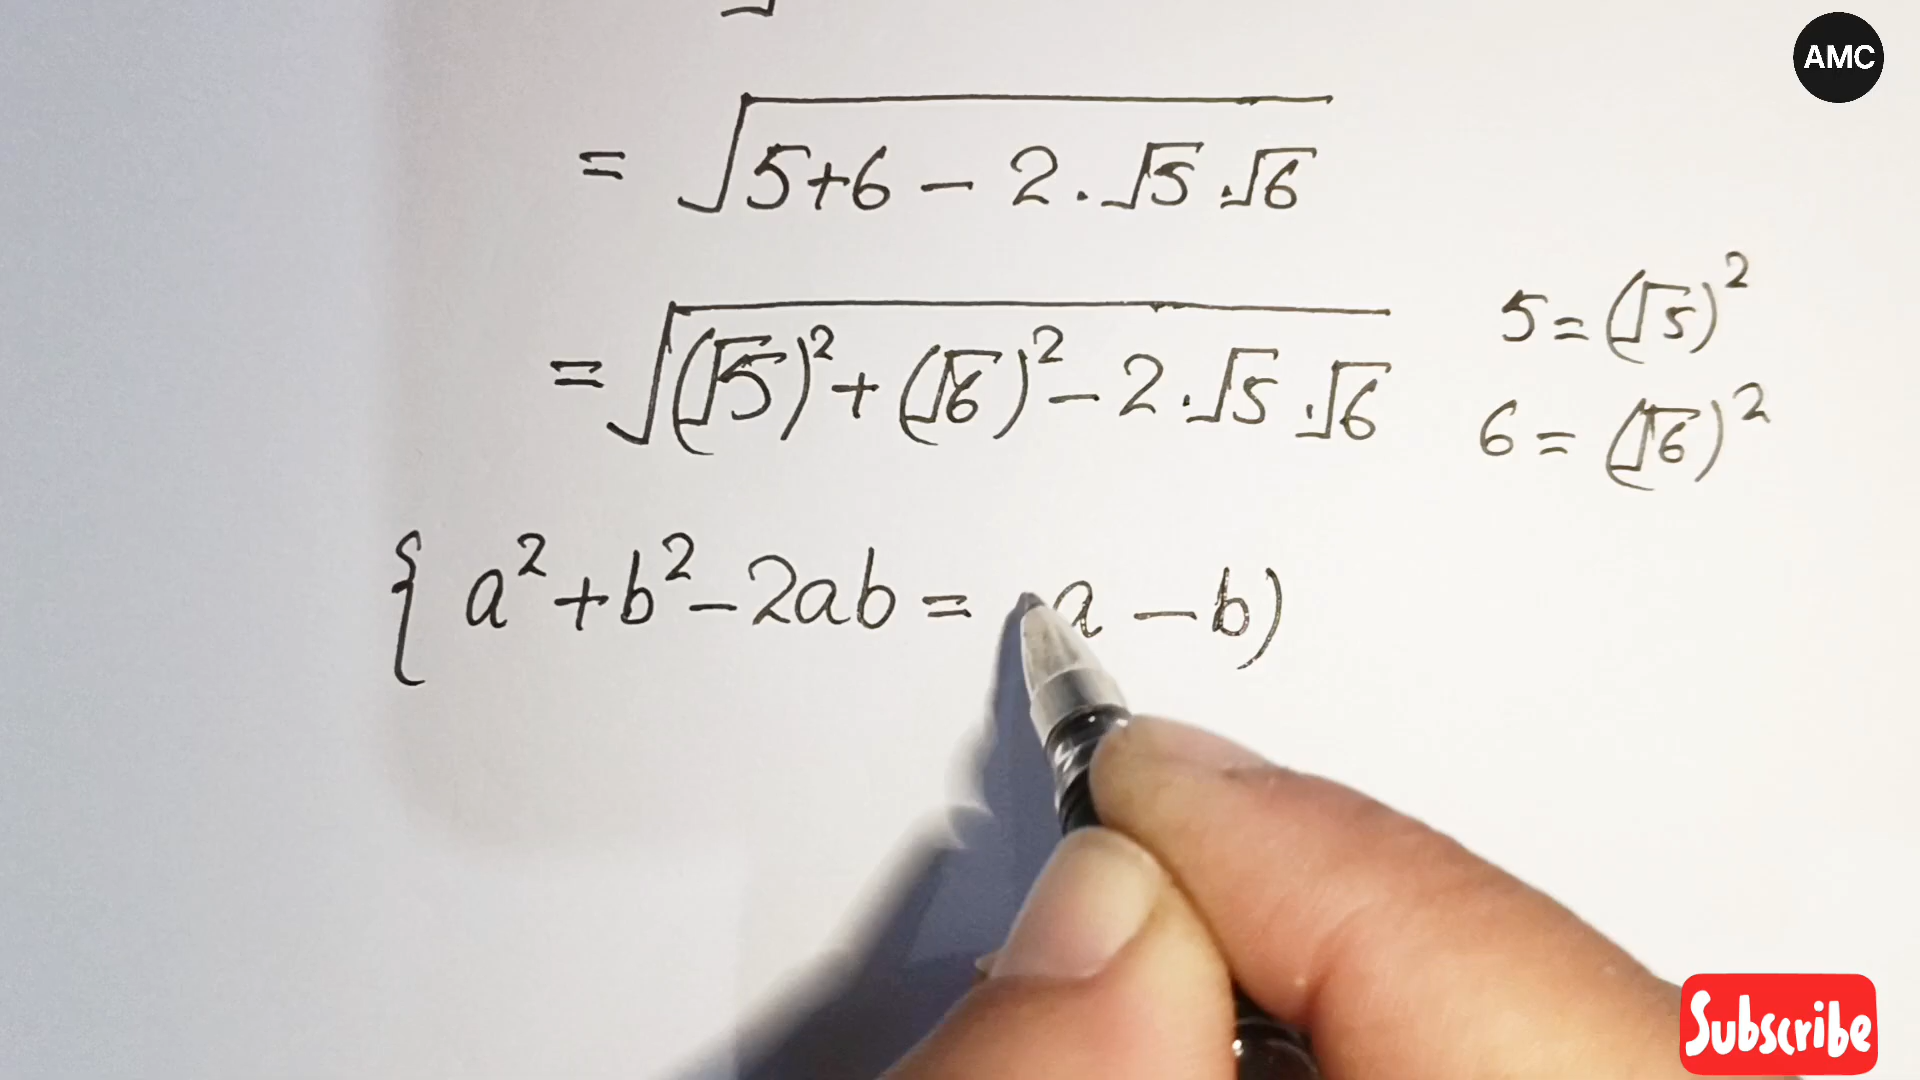 AMC
= √(5+6 − 2·√5·√6)
= √((√5)² + (√6)² − 2·√5·√6)
5 = (√5)²
6 = (√6)²
{ a² + b² − 2ab = a − b)
Subscribe